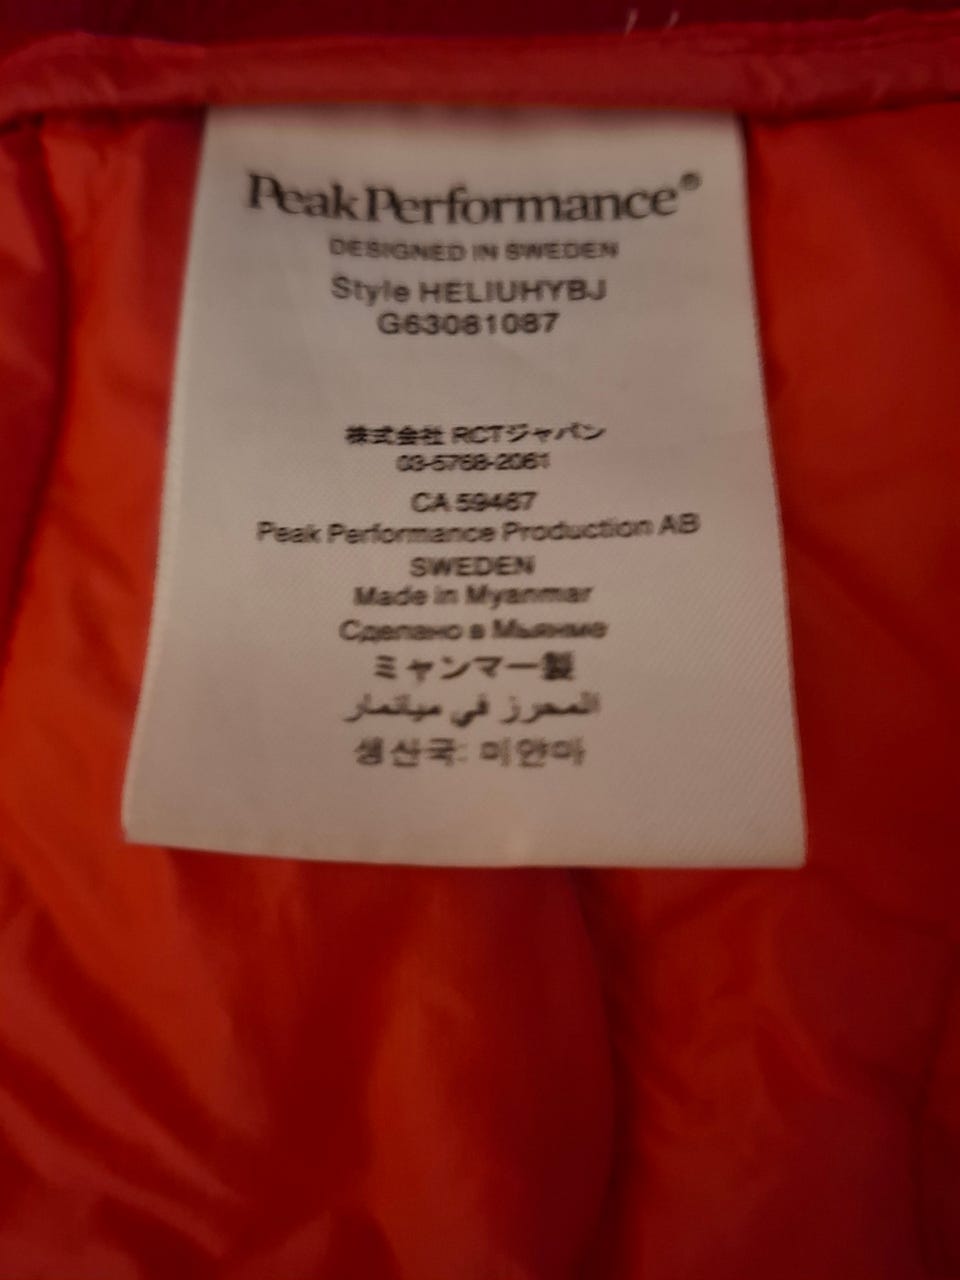 Peak Performance®
DESIGNED IN SWEDEN
Style HELIUHYBJ
G63081087
株式会社 RCTジャパン
03-5768-2061
CA 59467
Peak Performance Production AB
SWEDEN
Made in Myanmar
Сделано в Мьянме
ミャンマー製
المحرز في ميانمار
생산국: 미얀마